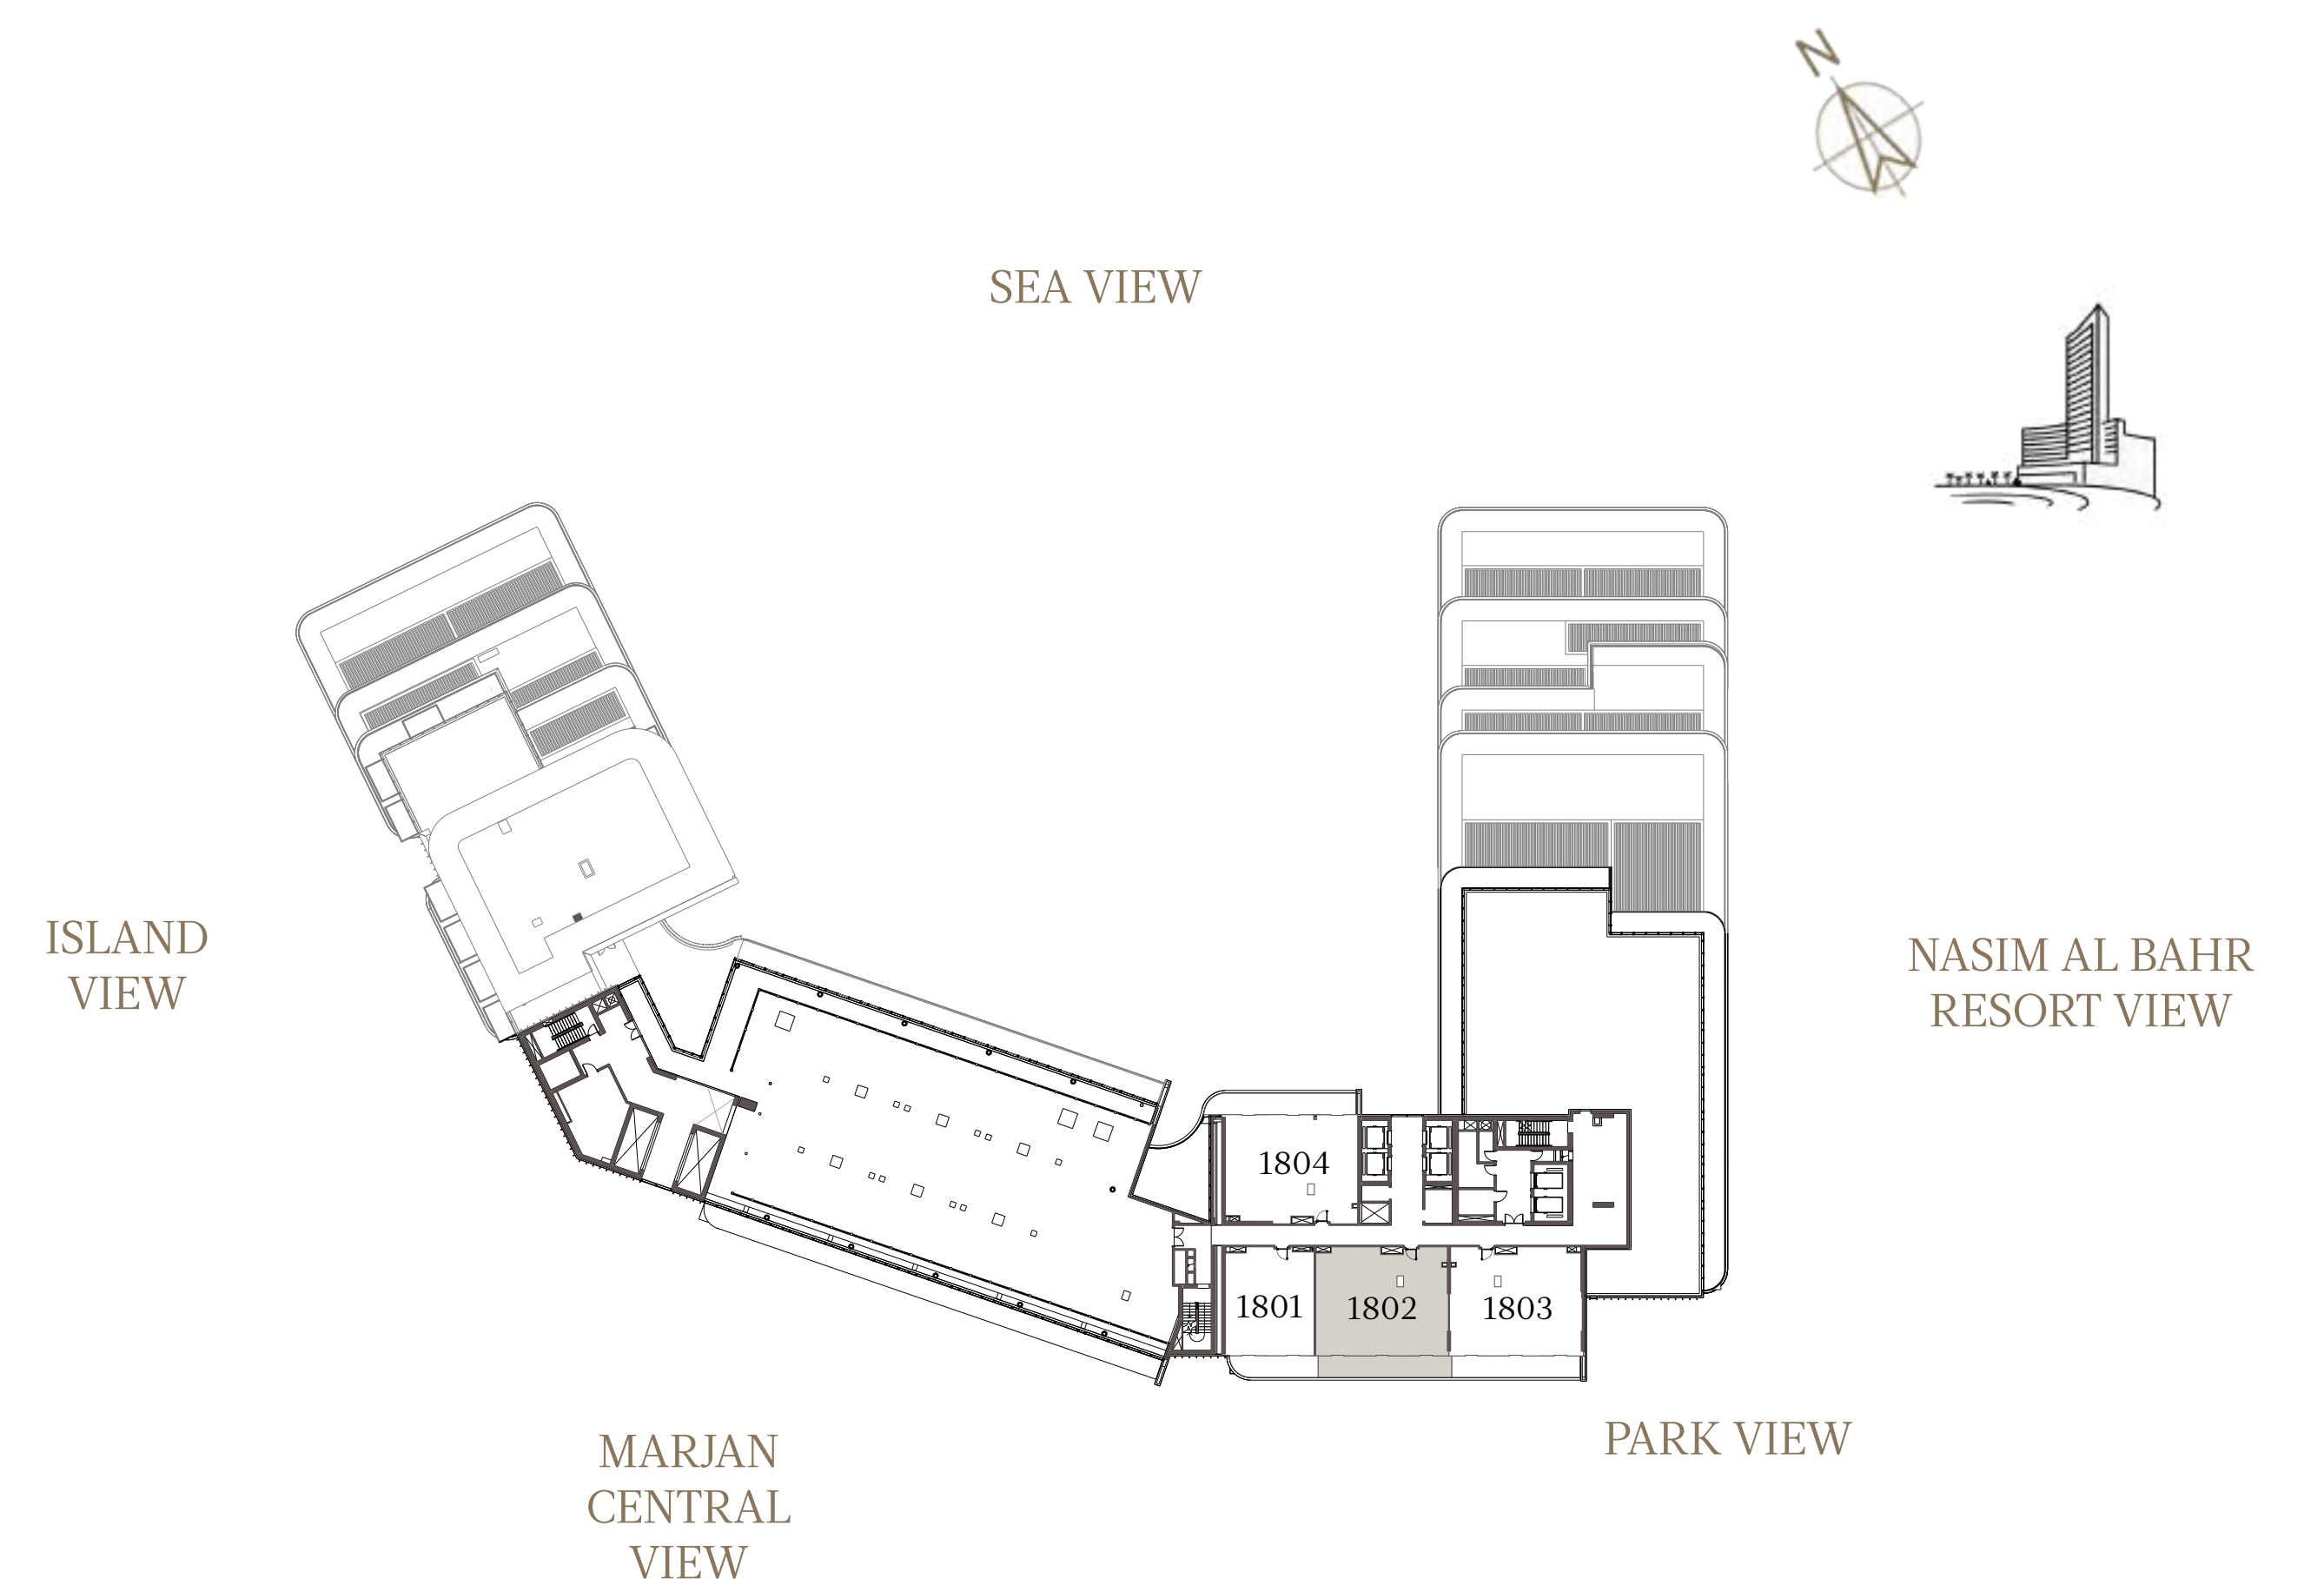 N
SEA VIEW
ISLAND
VIEW
NASIM AL BAHR
RESORT VIEW
1804
1801
1802
1803
PARK VIEW
MARJAN
CENTRAL
VIEW